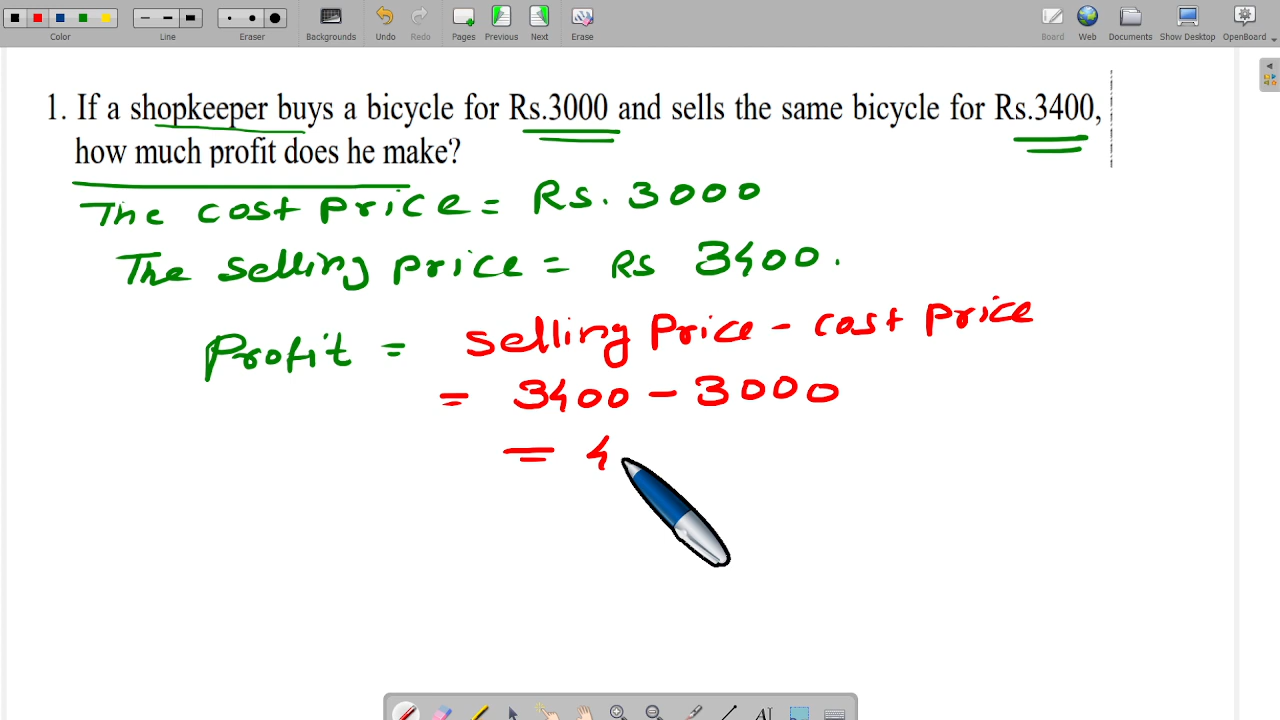 Color Line Eraser Backgrounds Undo Redo Pages Previous Next Erase Board Web Documents Show Desktop OpenBoard
1. If a shopkeeper buys a bicycle for Rs.3000 and sells the same bicycle for Rs.3400,
how much profit does he make?
The cost price = Rs. 3000
The selling price = Rs 3400.
Profit = selling Price - cost price
= 3400 - 3000
= 4
AI